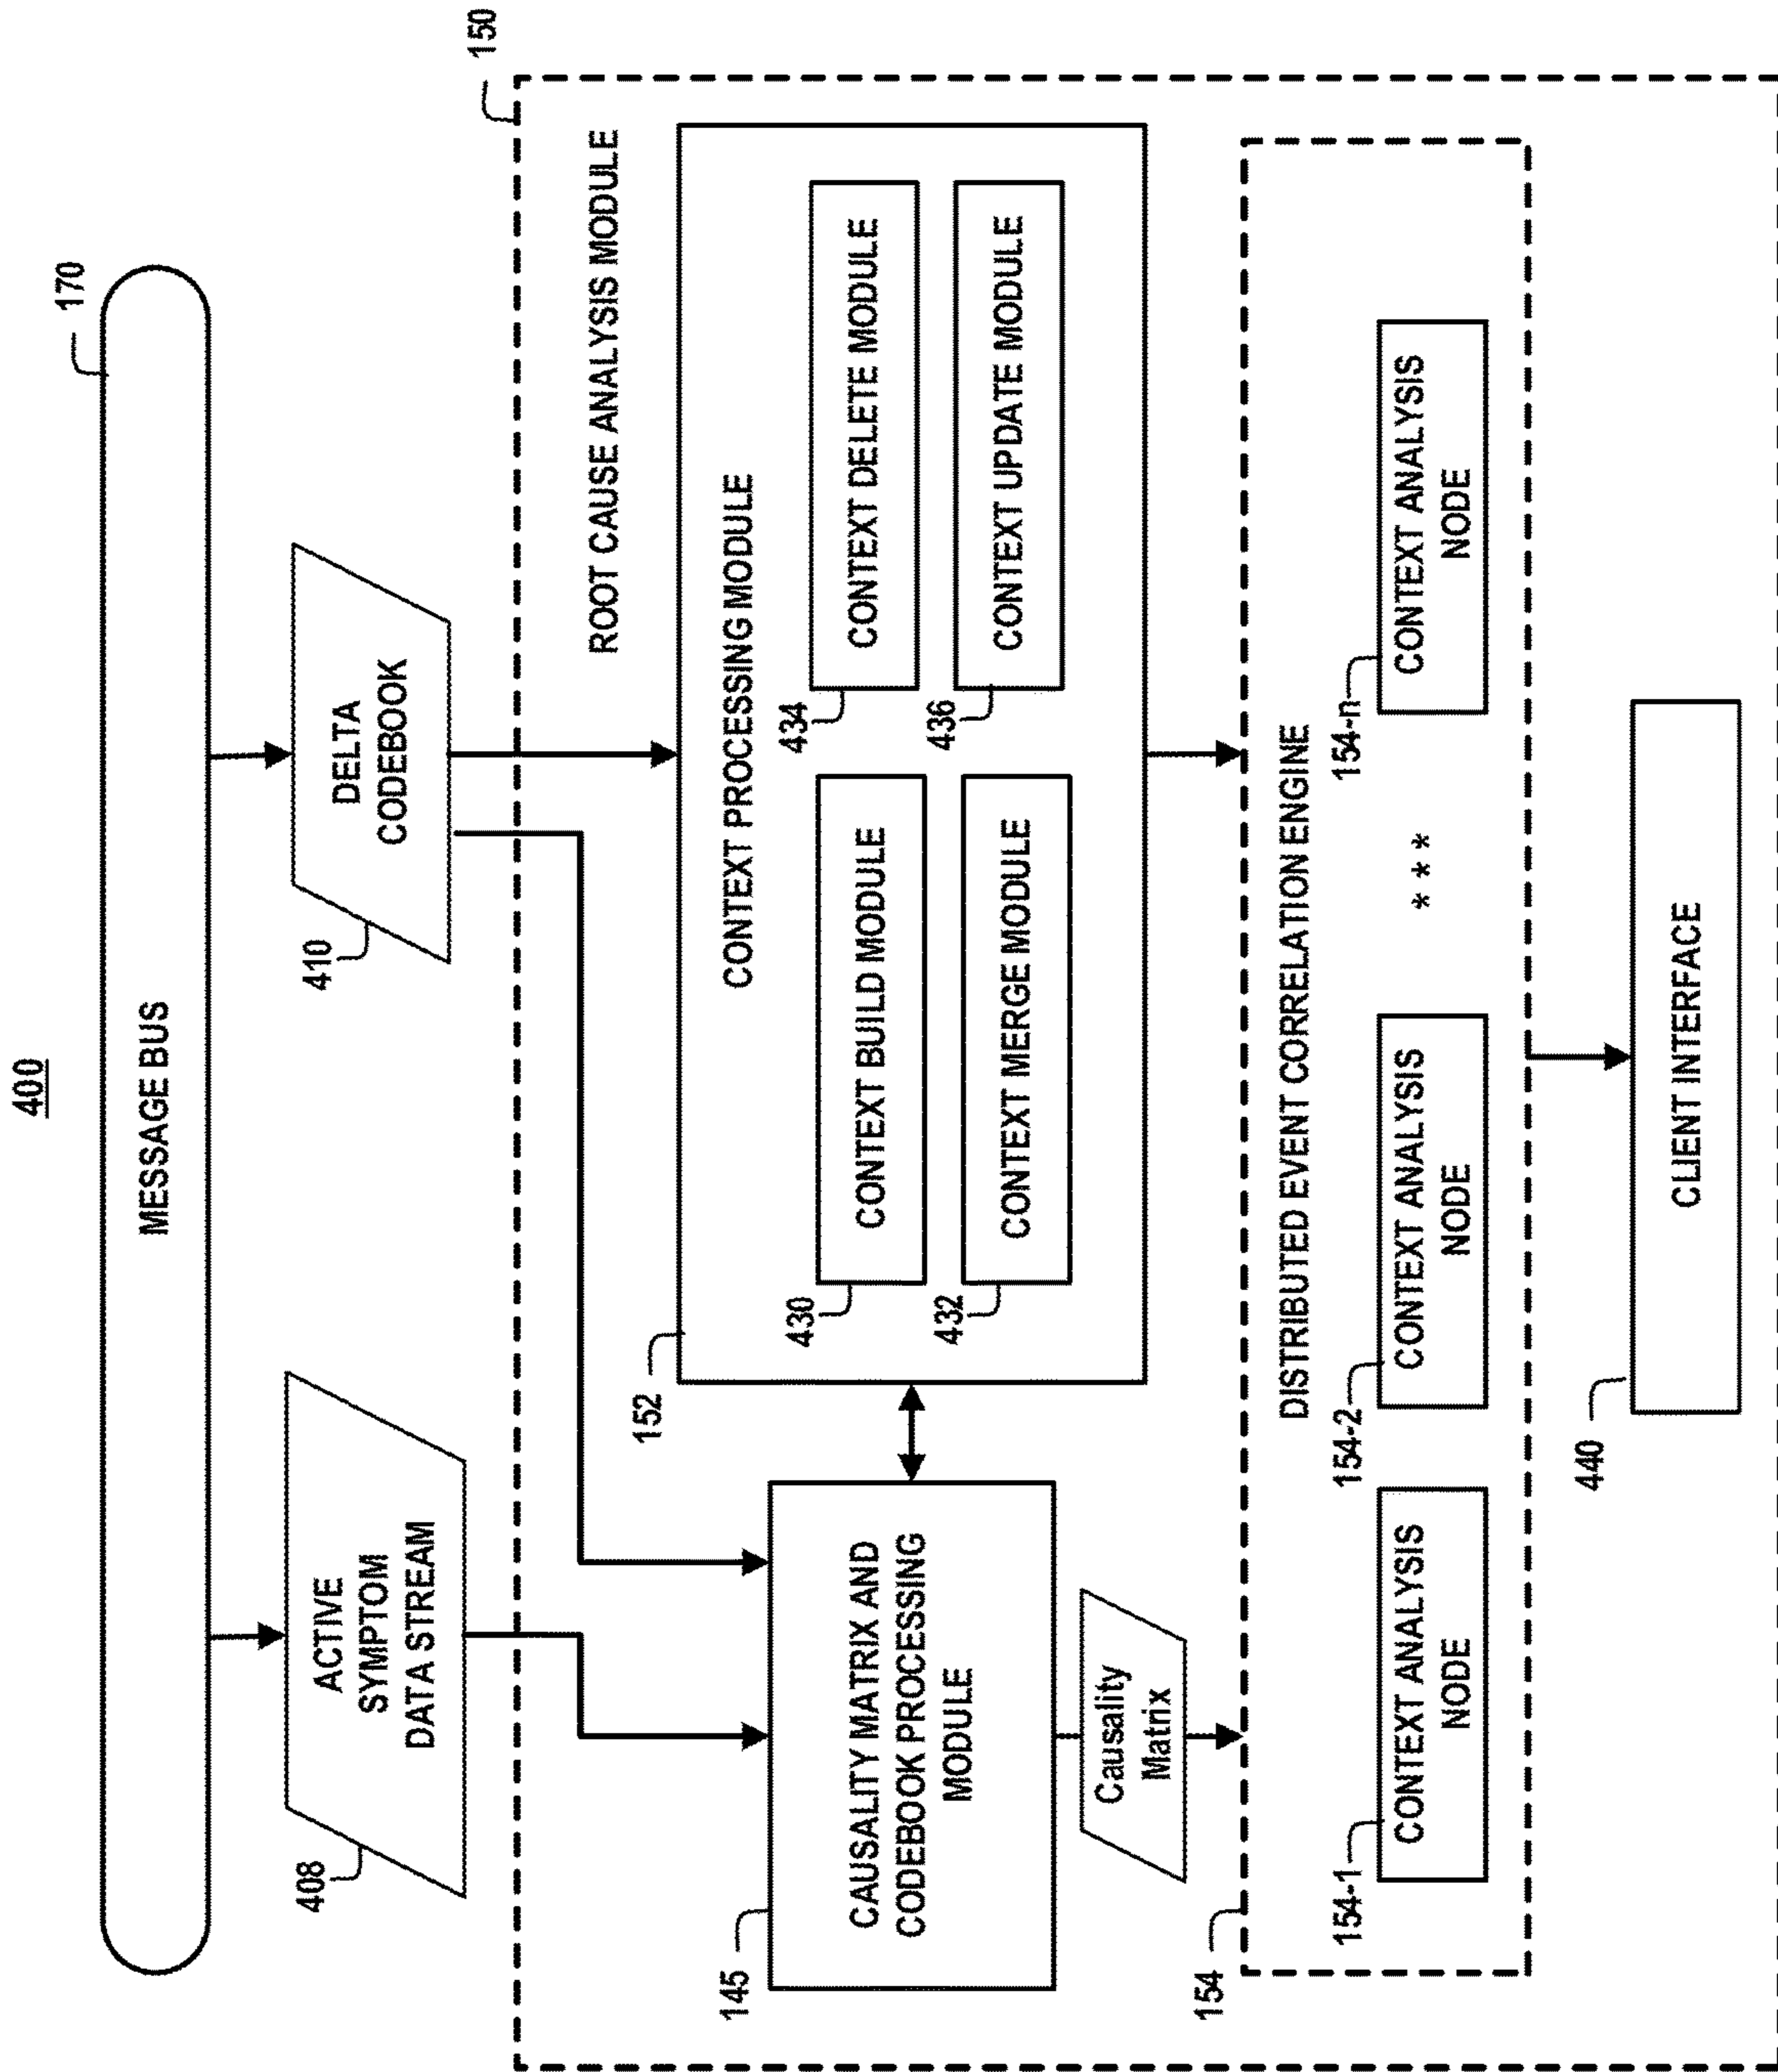 400
170
MESSAGE BUS
408
ACTIVE
SYMPTOM
DATA STREAM
410
DELTA
CODEBOOK
150
ROOT CAUSE ANALYSIS MODULE
145
CAUSALITY MATRIX AND
CODEBOOK PROCESSING
MODULE
152
CONTEXT PROCESSING MODULE
430
CONTEXT BUILD MODULE
434
CONTEXT DELETE MODULE
432
CONTEXT MERGE MODULE
436
CONTEXT UPDATE MODULE
Causality
Matrix
154
DISTRIBUTED EVENT CORRELATION ENGINE
154-1
CONTEXT ANALYSIS
NODE
154-2
CONTEXT ANALYSIS
NODE
* * *
154-n
CONTEXT ANALYSIS
NODE
440
CLIENT INTERFACE